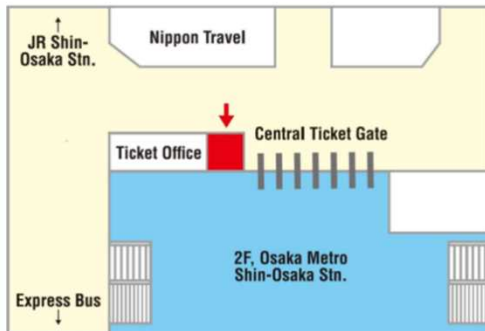 ↑
JR Shin-
Osaka Stn.
Nippon Travel
Central Ticket Gate
Ticket Office
2F, Osaka Metro
Shin-Osaka Stn.
Express Bus
↓